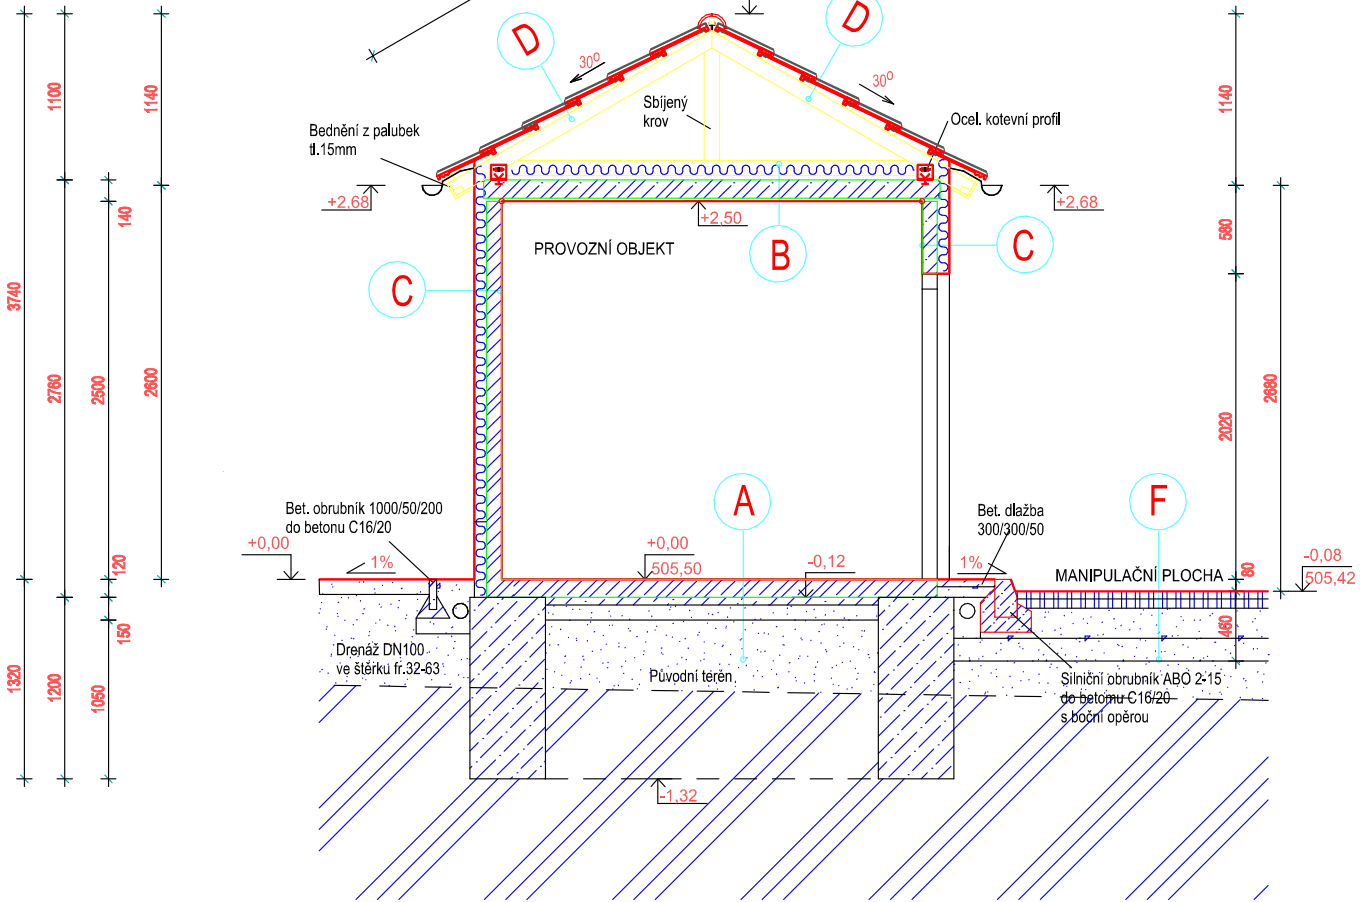 D
D
30°
30°
1100
1140
1140
Sbíjený
krov
Bednění z palubek
tl.15mm
Ocel. kotevní profil
+2,68
+2,50
+2,68
140
580
PROVOZNÍ OBJEKT
B
C
C
3740
2760
2500
2600
2680
2020
A
F
Bet. obrubník 1000/50/200
do betonu C16/20
Bet. dlažba
300/300/50
+0,00
1%
+0,00
505,50
-0,12
1%
MANIPULAČNÍ PLOCHA
-0,08
505,42
120
80
150
460
Drenáž DN100
ve štěrku fr.32-63
Původní terén
Silniční obrubník ABO 2-15
do betomu C16/20
s boční opěrou
1320
1200
1050
-1,32